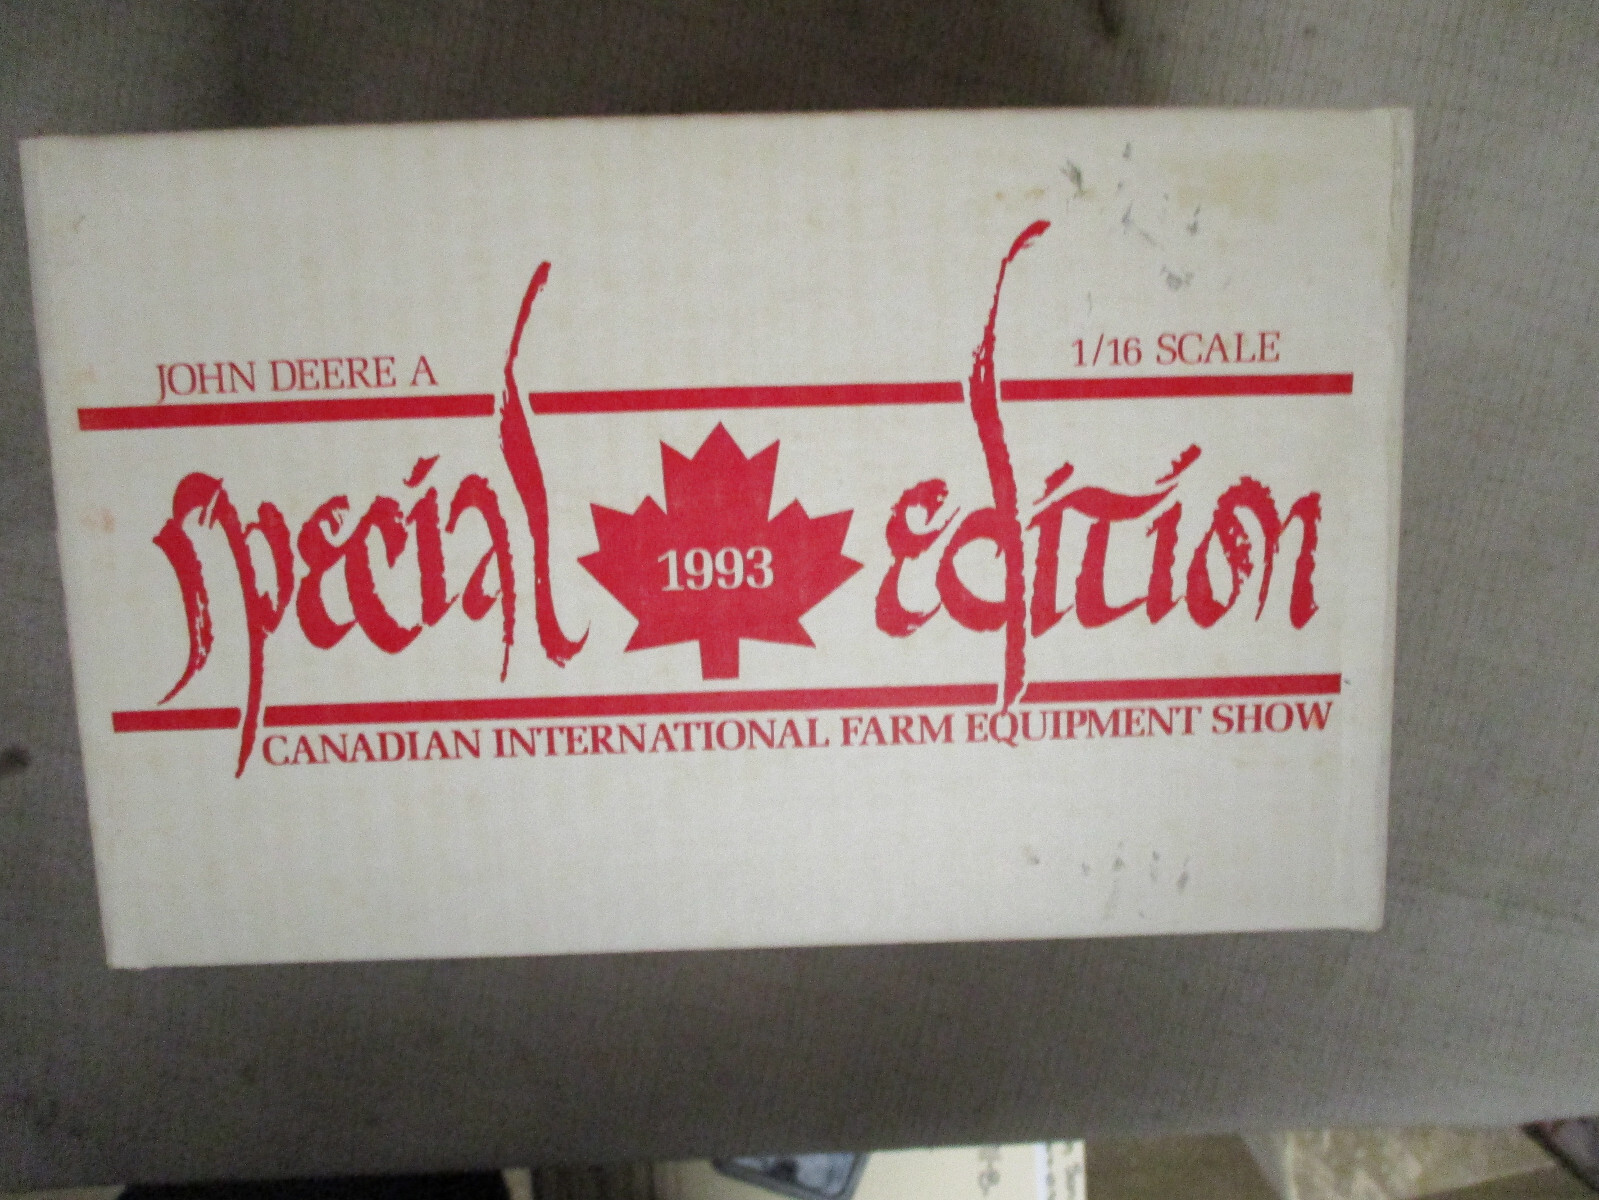 JOHN DEERE A
1/16 SCALE
special edition
1993
CANADIAN INTERNATIONAL FARM EQUIPMENT SHOW